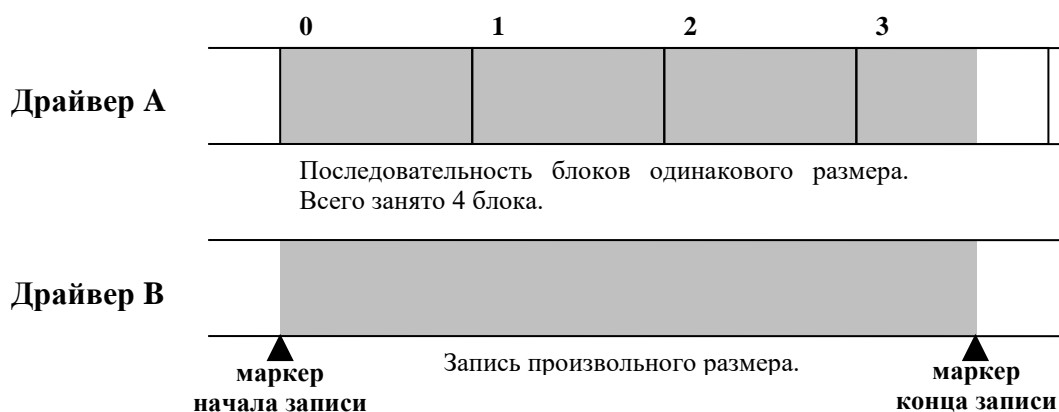 0 1 2 3
Драйвер A
Последовательность блоков одинакового размера.
Всего занято 4 блока.
Драйвер B
Запись произвольного размера.
маркер
начала записи
маркер
конца записи